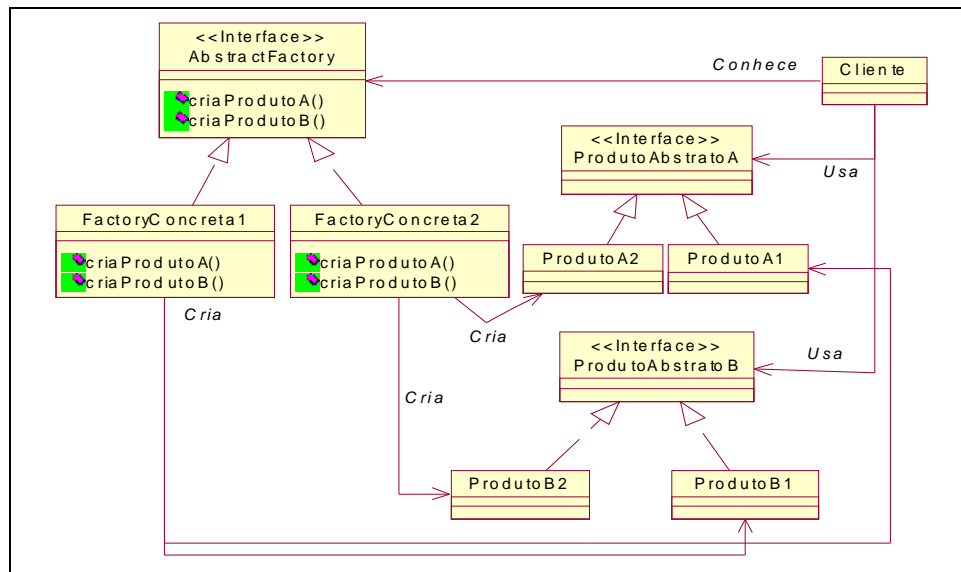 <<Interface>>
AbstractFactory
criaProdutoA()
criaProdutoB()
Conhece
Cliente
<<Interface>>
ProdutoAbstratoA
Usa
FactoryConcreta1
criaProdutoA()
criaProdutoB()
FactoryConcreta2
criaProdutoA()
criaProdutoB()
ProdutoA2
ProdutoA1
Cria
Cria
<<Interface>>
ProdutoAbstratoB
Usa
Cria
ProdutoB2
ProdutoB1